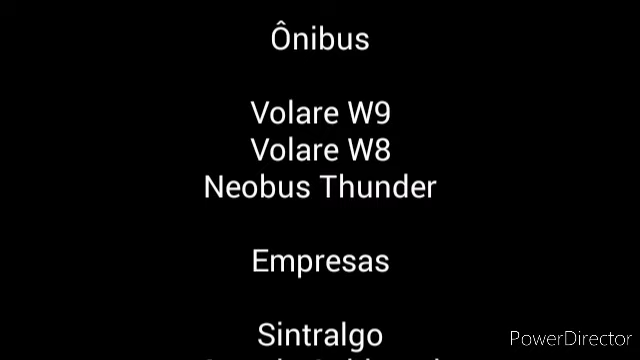 Ônibus
Volare W9
Volare W8
Neobus Thunder
Empresas
Sintralgo
PowerDirector